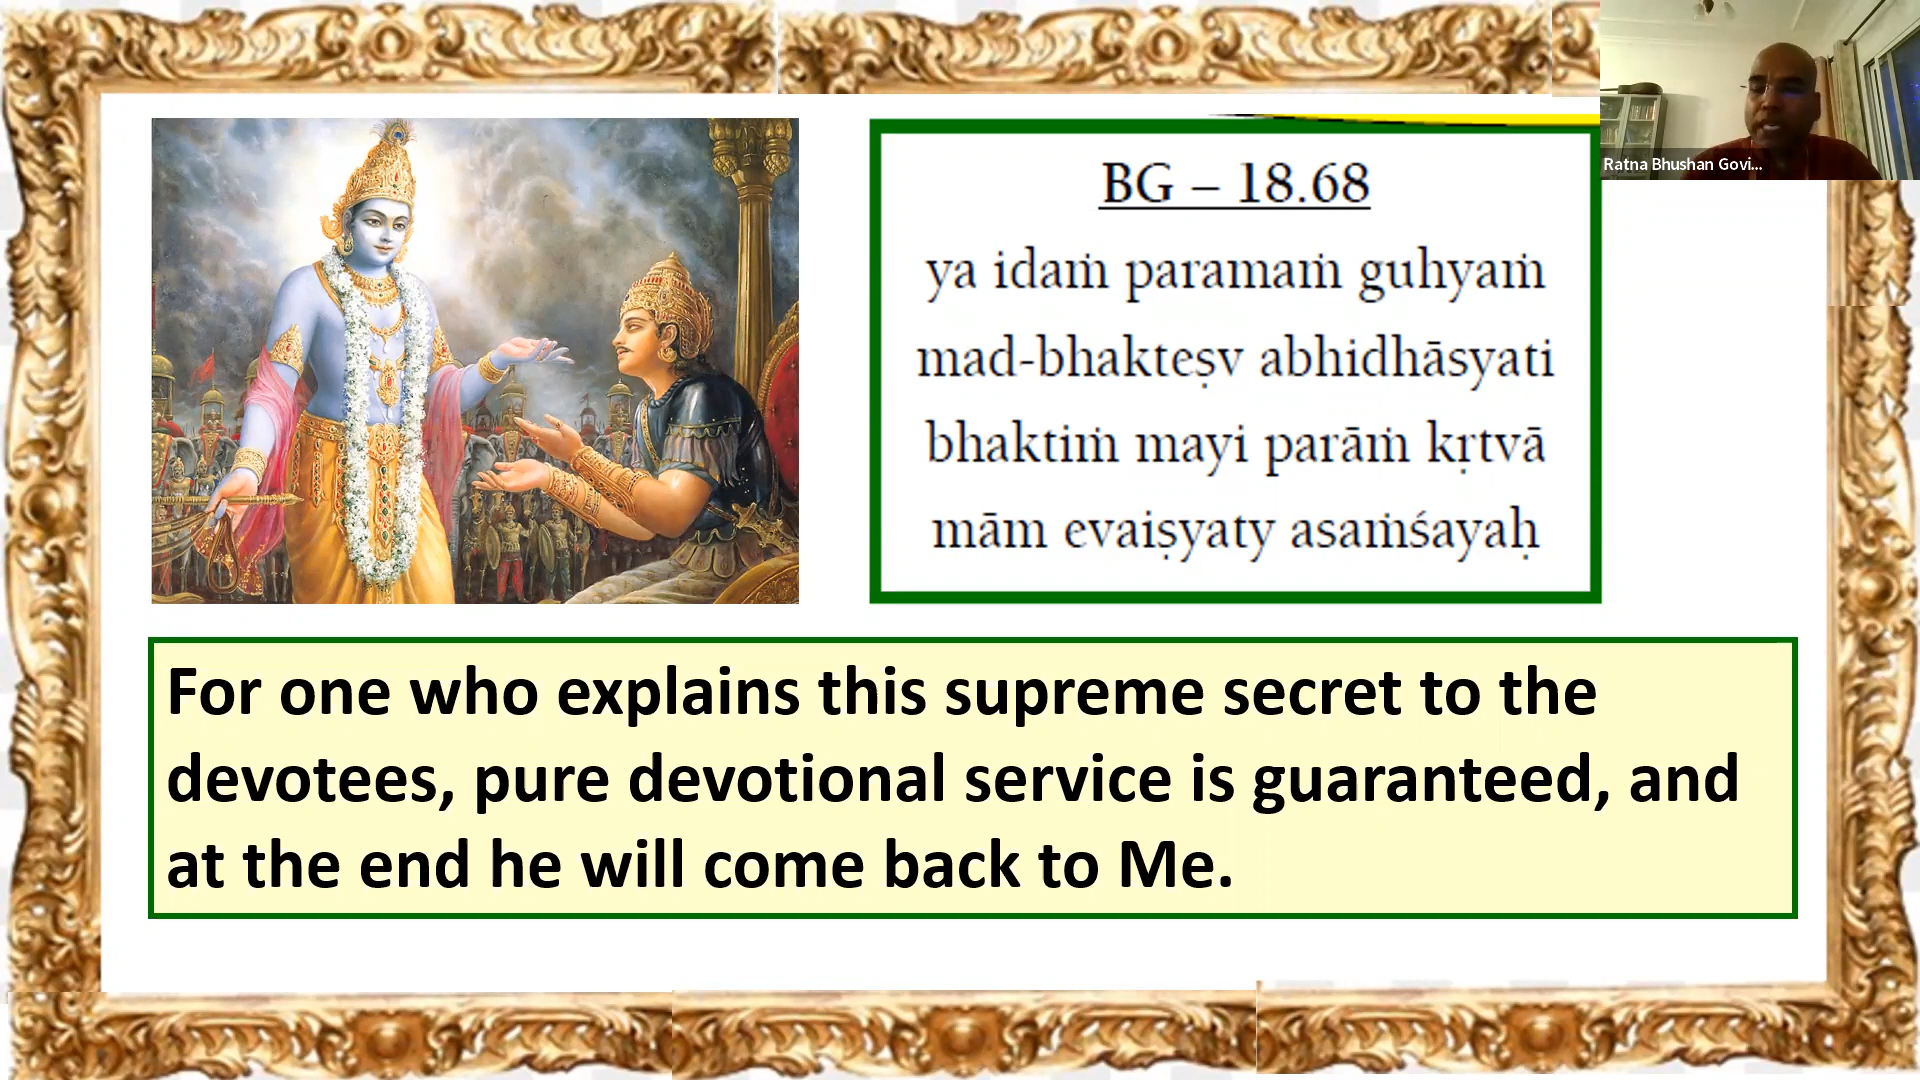 BG – 18.68
ya idaṁ paramaṁ guhyaṁ
mad-bhakteṣv abhidhāsyati
bhaktiṁ mayi parāṁ kṛtvā
mām evaiṣyaty asaṁśayaḥ
Ratna Bhushan Govi...
For one who explains this supreme secret to the
devotees, pure devotional service is guaranteed, and
at the end he will come back to Me.